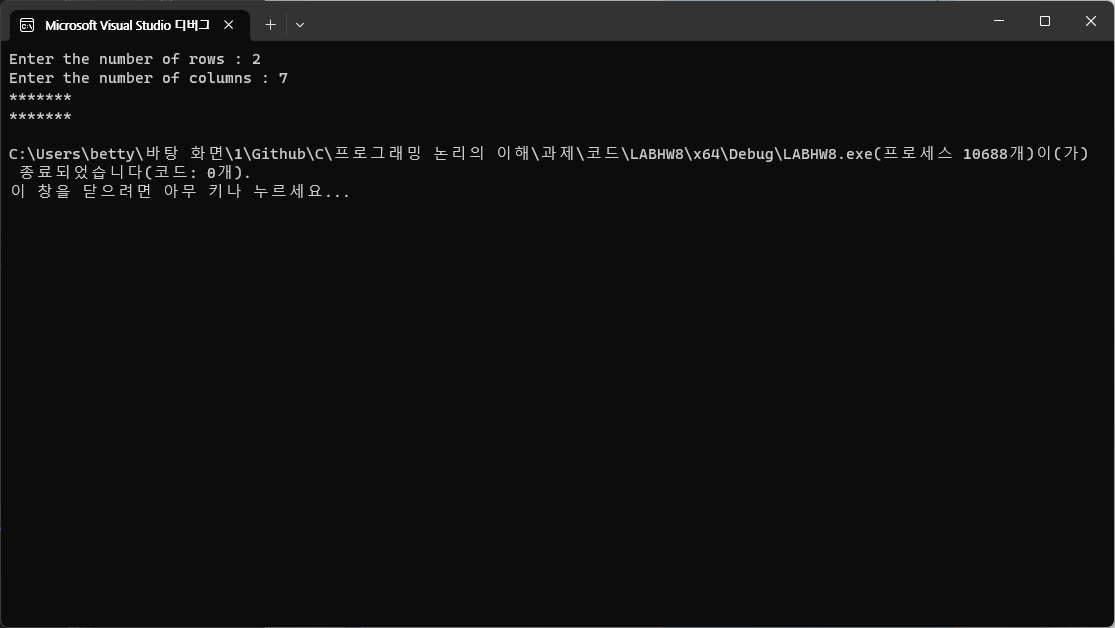 Microsoft Visual Studio 디버그
Enter the number of rows : 2
Enter the number of columns : 7
*******
*******
C:\Users\betty\바탕 화면\1\Github\C\프로그래밍 논리의 이해\과제\코드\LABHW8\x64\Debug\LABHW8.exe(프로세스 10688개)이(가)
종료되었습니다(코드: 0개).
이 창을 닫으려면 아무 키나 누르세요...